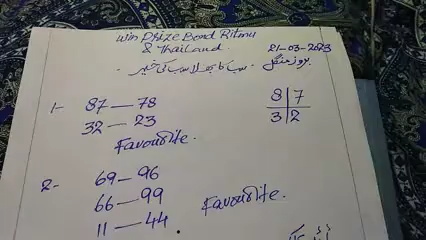 Win Prize Bond Ritmu
& Thailand.
21-03-2023
بروز منگل
سب کا بھلا سب کی خیر
1- 87 — 78
32 — 23
Favourite.
8 7
3 2
2- 69 — 96
66 — 99
11 — 44
Favourite.